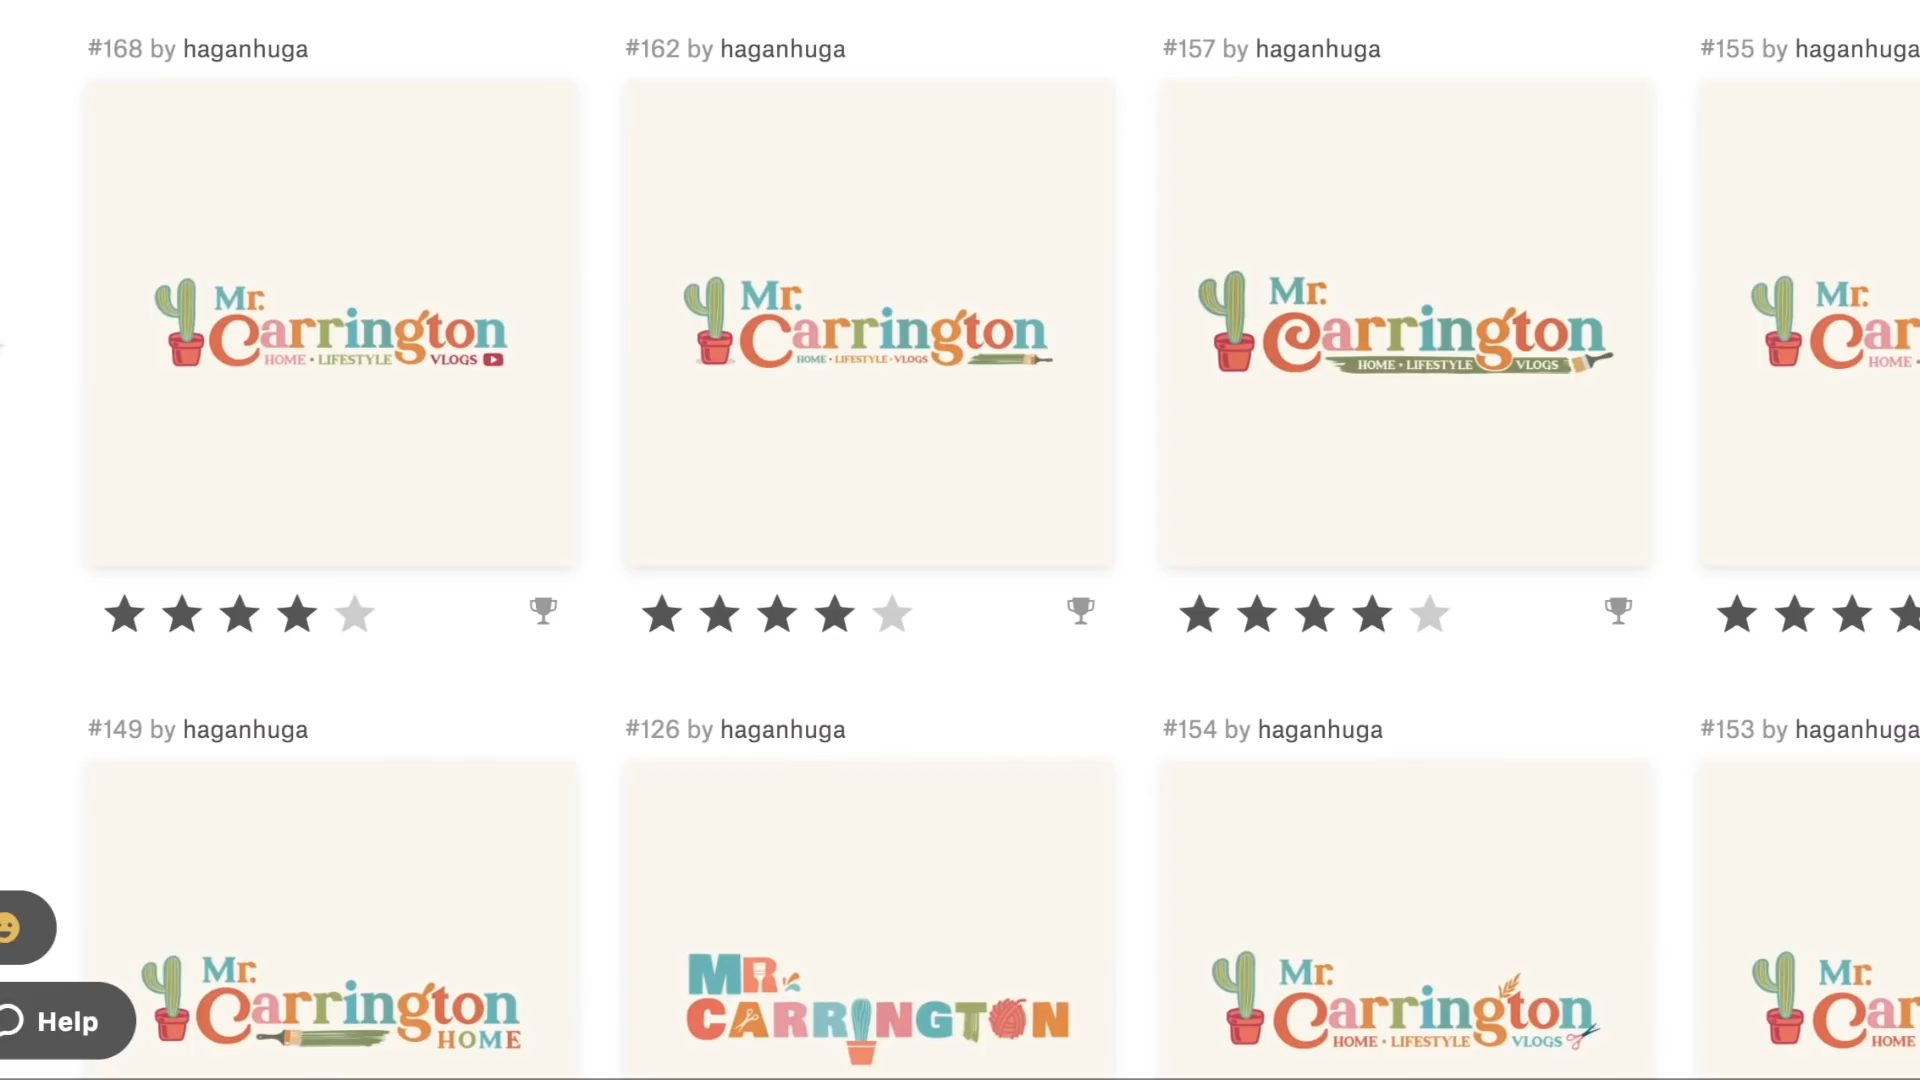 #168 by haganhuga
#162 by haganhuga
#157 by haganhuga
#155 by haganhuga
Mr.
Carrington
HOME • LIFESTYLE VLOGS
Mr.
Carrington
HOME • LIFESTYLE • VLOGS
Mr.
Carrington
HOME • LIFESTYLE VLOGS
Mr.
Car
HOME •
#149 by haganhuga
#126 by haganhuga
#154 by haganhuga
#153 by haganhuga
Mr.
Carrington
HOME
MR.
CARRINGTON
Mr.
Carrington
HOME • LIFESTYLE VLOGS
Mr.
Car
HOME
Help